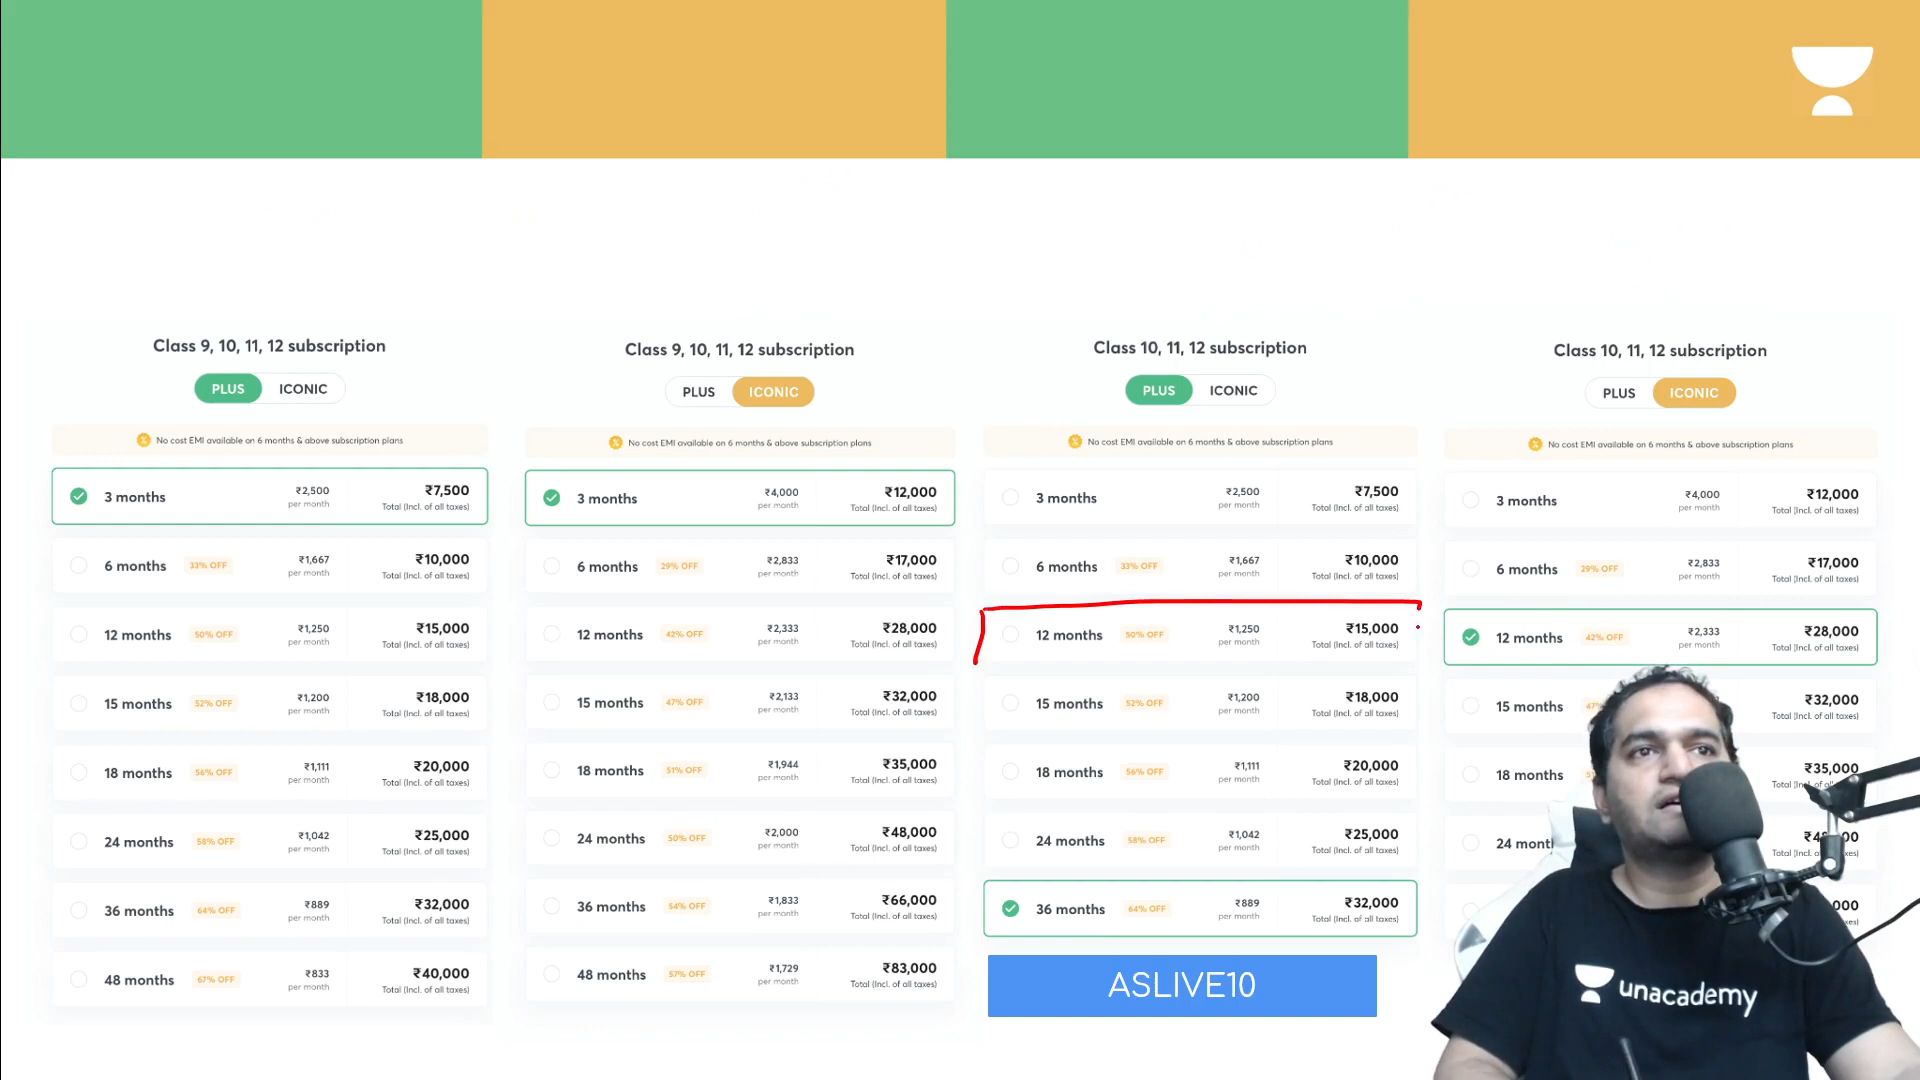 Class 9, 10, 11, 12 subscription
PLUS ICONIC
No cost EMI available on 6 months & above subscription plans
3 months ₹2,500 per month ₹7,500 Total (Incl. of all taxes)
6 months 33% OFF ₹1,667 per month ₹10,000 Total (Incl. of all taxes)
12 months 50% OFF ₹1,250 per month ₹15,000 Total (Incl. of all taxes)
15 months 52% OFF ₹1,200 per month ₹18,000 Total (Incl. of all taxes)
18 months 56% OFF ₹1,111 per month ₹20,000 Total (Incl. of all taxes)
24 months 58% OFF ₹1,042 per month ₹25,000 Total (Incl. of all taxes)
36 months 64% OFF ₹889 per month ₹32,000 Total (Incl. of all taxes)
48 months 67% OFF ₹833 per month ₹40,000 Total (Incl. of all taxes)
Class 9, 10, 11, 12 subscription
PLUS ICONIC
No cost EMI available on 6 months & above subscription plans
3 months ₹4,000 per month ₹12,000 Total (Incl. of all taxes)
6 months 29% OFF ₹2,833 per month ₹17,000 Total (Incl. of all taxes)
12 months 42% OFF ₹2,333 per month ₹28,000 Total (Incl. of all taxes)
15 months 47% OFF ₹2,133 per month ₹32,000 Total (Incl. of all taxes)
18 months 51% OFF ₹1,944 per month ₹35,000 Total (Incl. of all taxes)
24 months 50% OFF ₹2,000 per month ₹48,000 Total (Incl. of all taxes)
36 months 54% OFF ₹1,833 per month ₹66,000 Total (Incl. of all taxes)
48 months 57% OFF ₹1,729 per month ₹83,000 Total (Incl. of all taxes)
Class 10, 11, 12 subscription
PLUS ICONIC
No cost EMI available on 6 months & above subscription plans
3 months ₹2,500 per month ₹7,500 Total (Incl. of all taxes)
6 months 33% OFF ₹1,667 per month ₹10,000 Total (Incl. of all taxes)
12 months 50% OFF ₹1,250 per month ₹15,000 Total (Incl. of all taxes)
15 months 52% OFF ₹1,200 per month ₹18,000 Total (Incl. of all taxes)
18 months 56% OFF ₹1,111 per month ₹20,000 Total (Incl. of all taxes)
24 months 58% OFF ₹1,042 per month ₹25,000 Total (Incl. of all taxes)
36 months 64% OFF ₹889 per month ₹32,000 Total (Incl. of all taxes)
ASLIVE10
Class 10, 11, 12 subscription
PLUS ICONIC
No cost EMI available on 6 months & above subscription plans
3 months ₹4,000 per month ₹12,000 Total (Incl. of all taxes)
6 months 29% OFF ₹2,833 per month ₹17,000 Total (Incl. of all taxes)
12 months 42% OFF ₹2,333 per month ₹28,000 Total (Incl. of all taxes)
15 months ₹32,000 Total (Incl. of all taxes)
18 months ₹35,000 Total
24 Total
unacademy